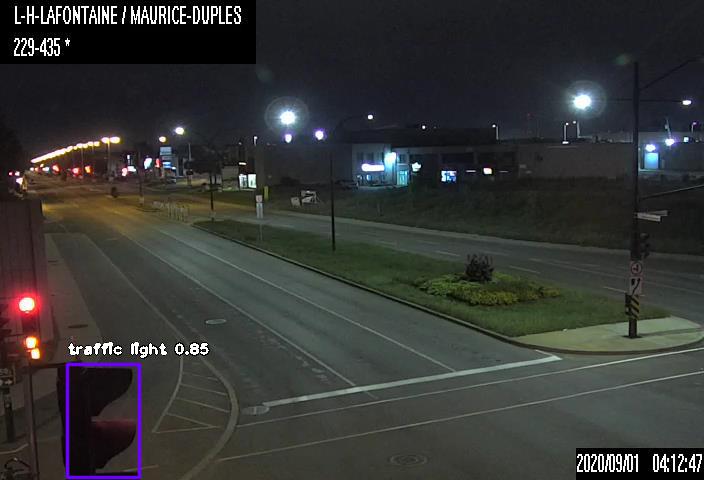 L-H-LAFONTAINE / MAURICE-DUPLES
229-435 *
traffic light 0.85
2020/09/01 04:12:47